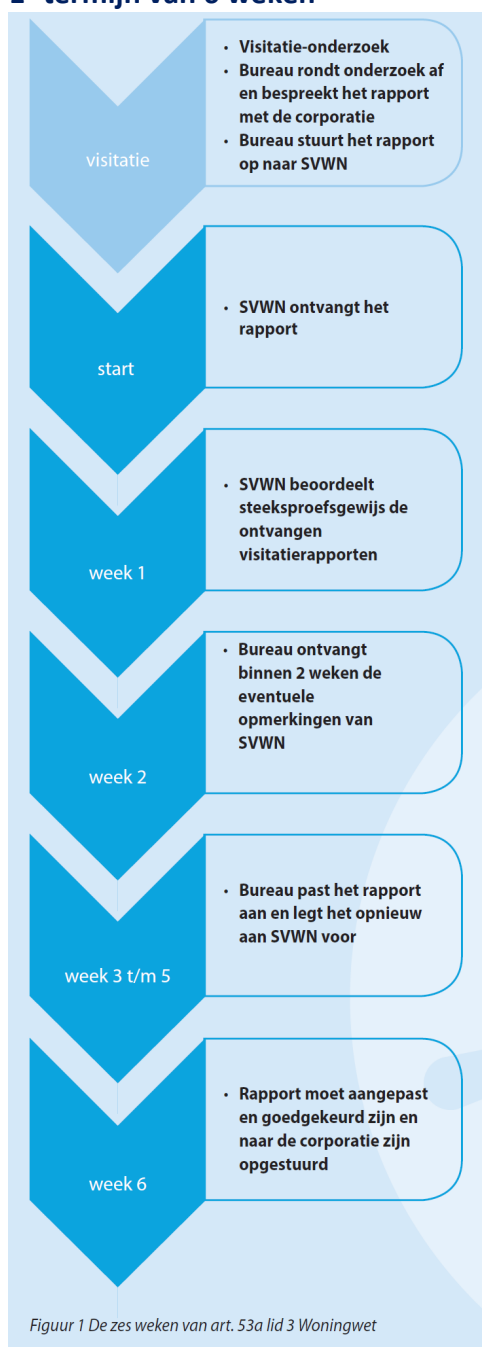 termijn van 6 weken
• Visitatie-onderzoek
• Bureau rondt onderzoek af
en bespreekt het rapport
met de corporatie
• Bureau stuurt het rapport
op naar SVWN
visitatie
• SVWN ontvangt het
rapport
start
• SVWN beoordeelt
steeksproefsgewijs de
ontvangen
visitatierapporten
week 1
• Bureau ontvangt
binnen 2 weken de
eventuele
opmerkingen van
SVWN
week 2
• Bureau past het rapport
aan en legt het opnieuw
aan SVWN voor
week 3 t/m 5
• Rapport moet aangepast
en goedgekeurd zijn en
naar de corporatie zijn
opgestuurd
week 6
Figuur 1 De zes weken van art. 53a lid 3 Woningwet